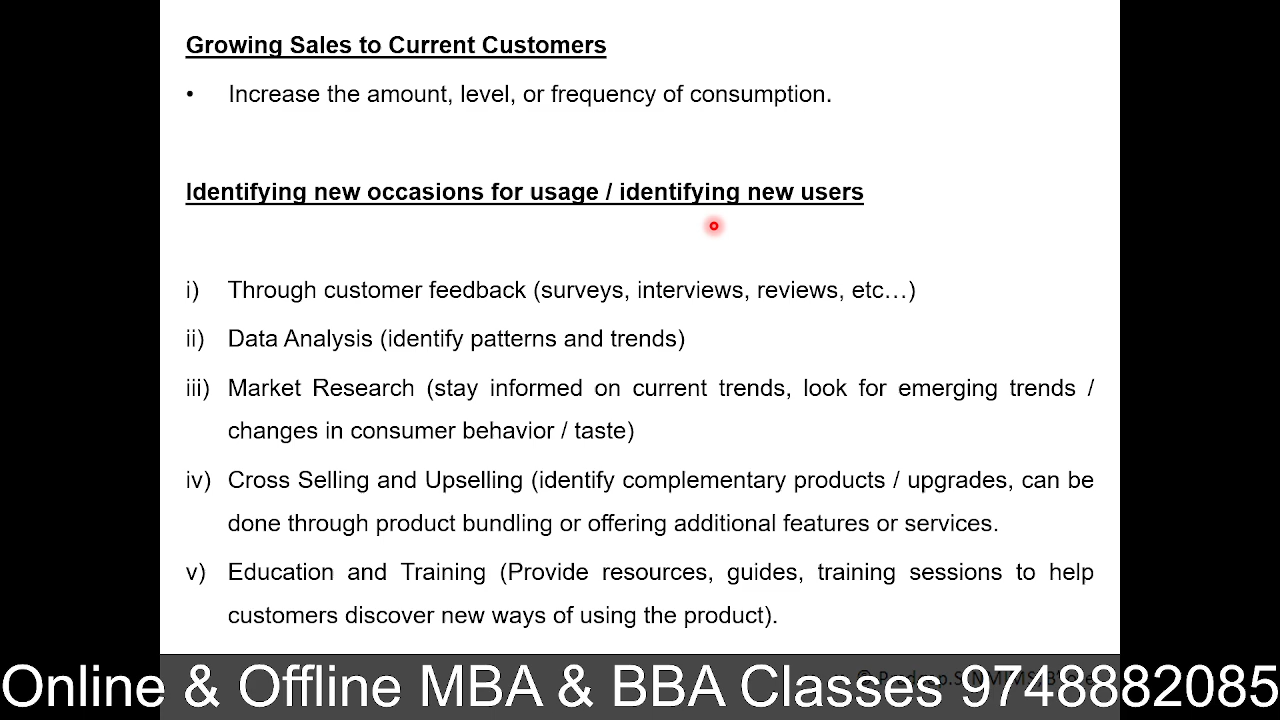 Growing Sales to Current Customers
• Increase the amount, level, or frequency of consumption.
Identifying new occasions for usage / identifying new users
i) Through customer feedback (surveys, interviews, reviews, etc…)
ii) Data Analysis (identify patterns and trends)
iii) Market Research (stay informed on current trends, look for emerging trends /
changes in consumer behavior / taste)
iv) Cross Selling and Upselling (identify complementary products / upgrades, can be
done through product bundling or offering additional features or services.
v) Education and Training (Provide resources, guides, training sessions to help
customers discover new ways of using the product).
Online & Offline MBA & BBA Classes 9748882085